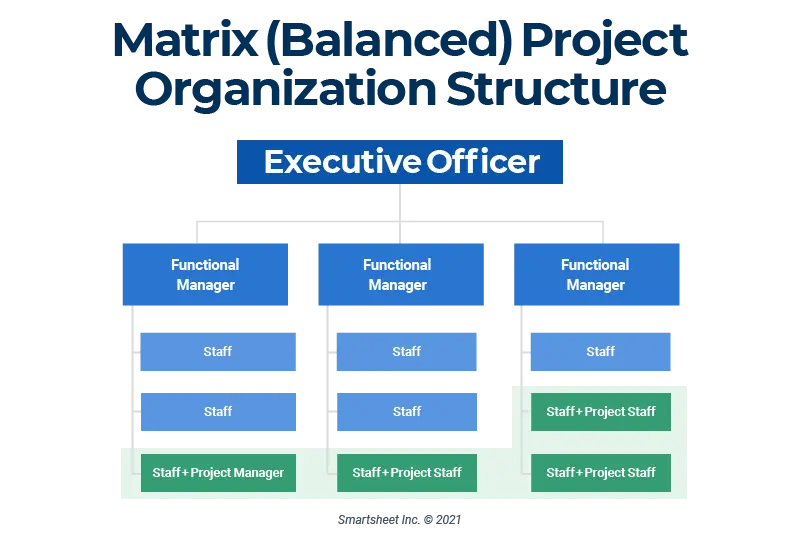 Matrix (Balanced) Project
Organization Structure
Executive Officer
Functional
Manager
Functional
Manager
Functional
Manager
Staff
Staff
Staff
Staff
Staff
Staff + Project Staff
Staff + Project Manager
Staff + Project Staff
Staff + Project Staff
Smartsheet Inc. © 2021